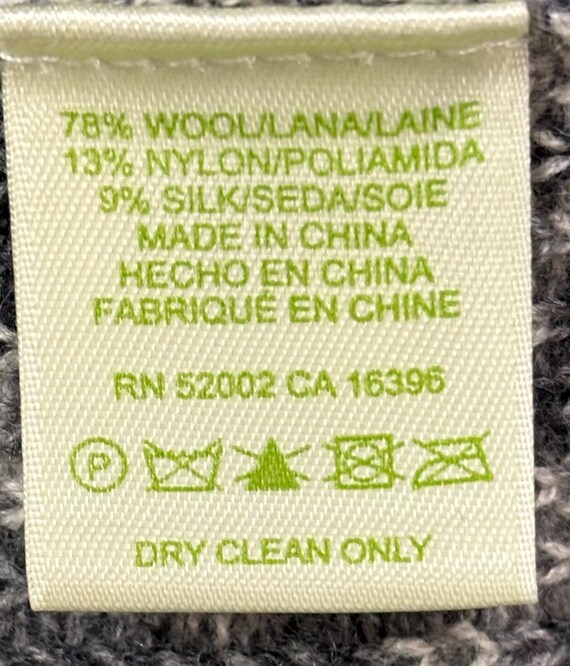 78% WOOL/LANA/LAINE
13% NYLON/POLIAMIDA
9% SILK/SEDA/SOIE
MADE IN CHINA
HECHO EN CHINA
FABRIQUÉ EN CHINE
RN 52002 CA 16396
P
DRY CLEAN ONLY